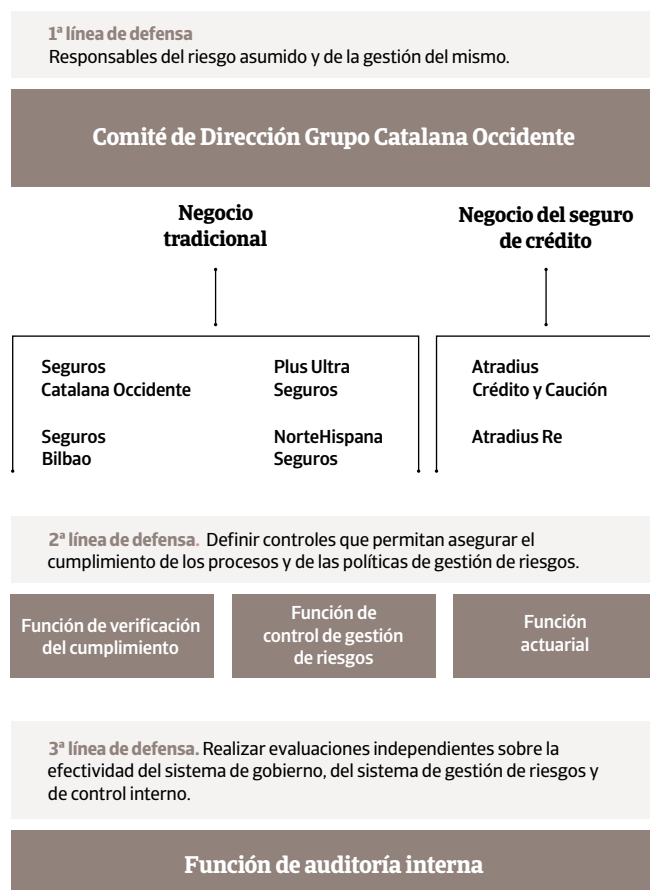 1ª línea de defensa
Responsables del riesgo asumido y de la gestión del mismo.
Comité de Dirección Grupo Catalana Occidente
Negocio
tradicional
Negocio del seguro
de crédito
Seguros
Catalana Occidente
Plus Ultra
Seguros
Seguros
Bilbao
NorteHispana
Seguros
Atradius
Crédito y Caución
Atradius Re
2ª línea de defensa. Definir controles que permitan asegurar el
cumplimiento de los procesos y de las políticas de gestión de riesgos.
Función de verificación
del cumplimiento
Función de
control de gestión
de riesgos
Función
actuarial
3ª línea de defensa. Realizar evaluaciones independientes sobre la
efectividad del sistema de gobierno, del sistema de gestión de riesgos y
de control interno.
Función de auditoría interna